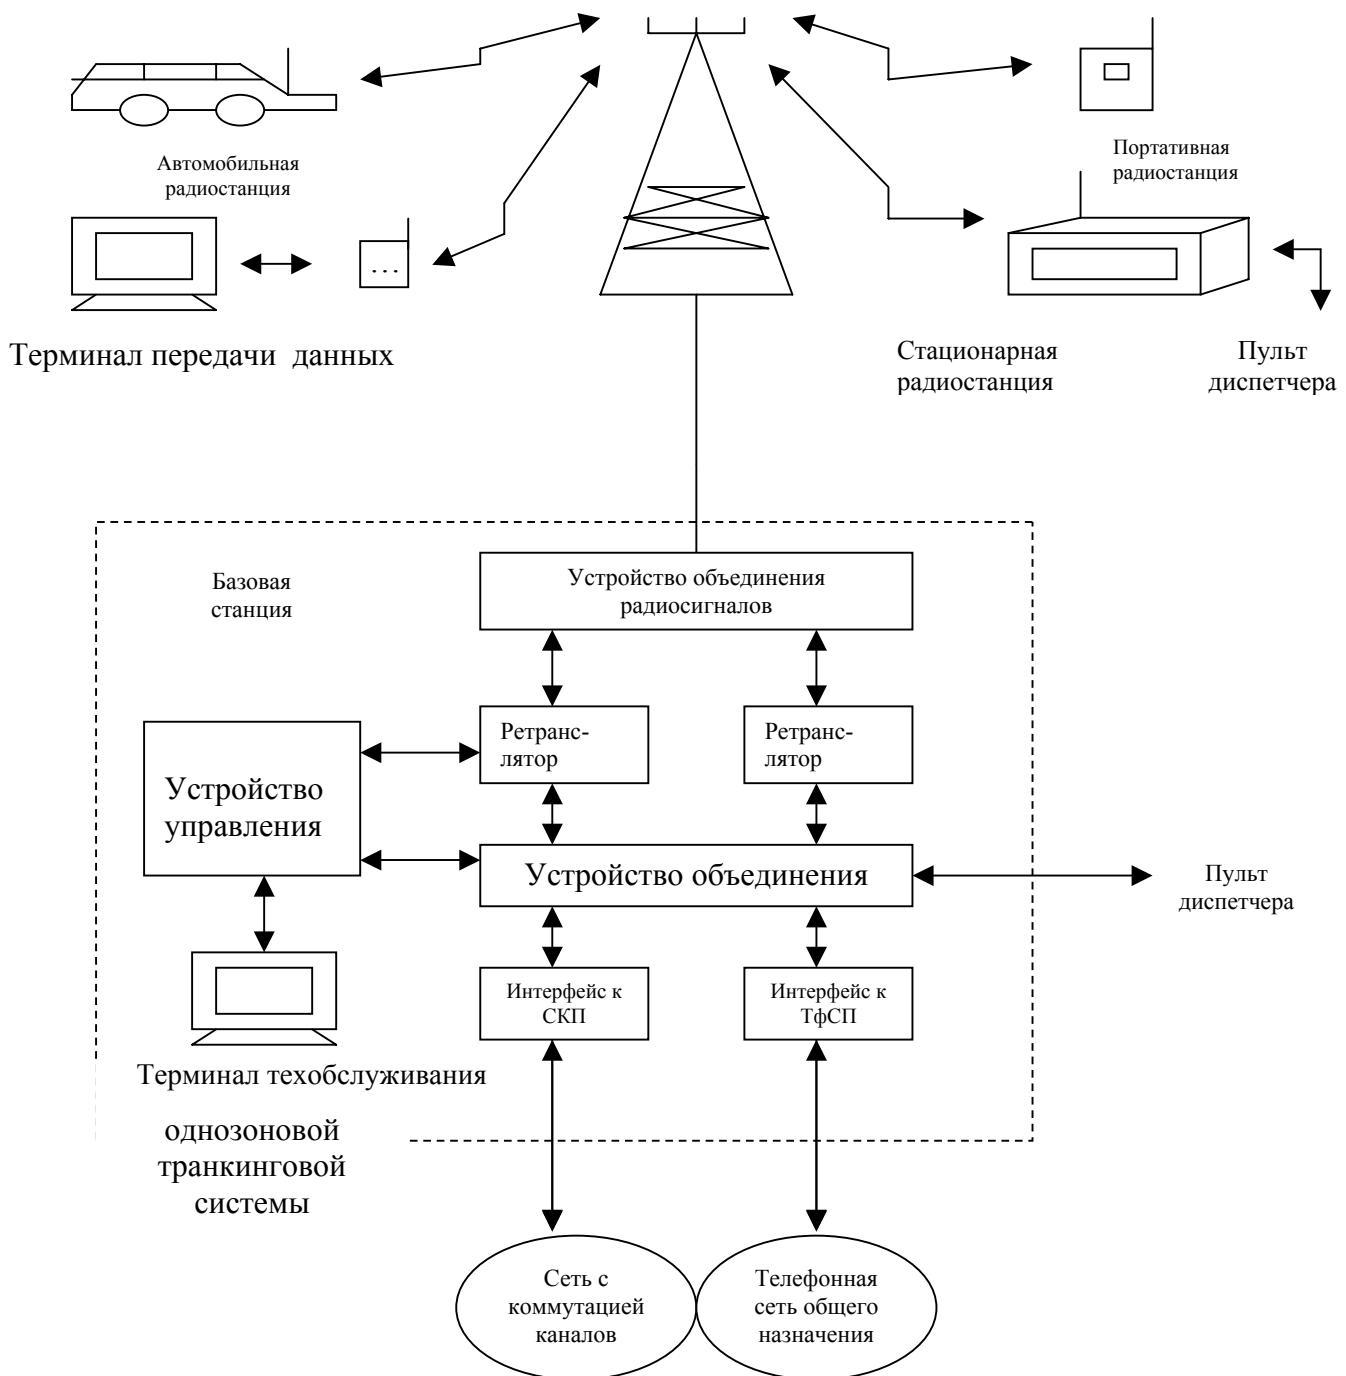 Автомобильная
радиостанция
Портативная
радиостанция
...
Терминал передачи данных
Стационарная
радиостанция
Пульт
диспетчера
Базовая
станция
Устройство объединения
радиосигналов
Ретранс-
лятор
Ретранс-
лятор
Устройство
управления
Устройство объединения
Пульт
диспетчера
Интерфейс к
СКП
Интерфейс к
ТфСП
Терминал техобслуживания
однозоновой
транкинговой
системы
Сеть с
коммутацией
каналов
Телефонная
сеть общего
назначения